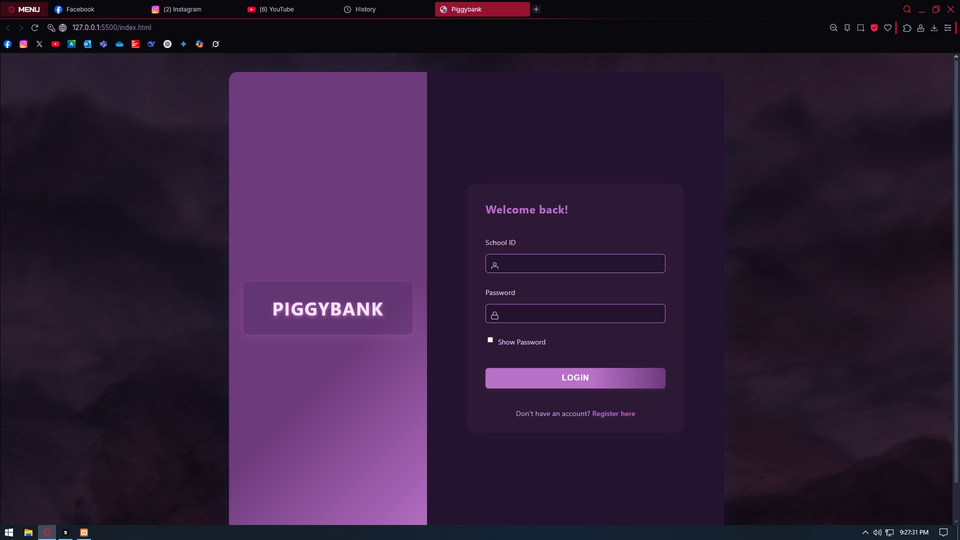 MENU
Facebook
(2) Instagram
(6) YouTube
History
Piggybank
127.0.0.1:5500/index.html
PIGGYBANK
Welcome back!
School ID
Password
Show Password
LOGIN
Don't have an account? Register here
9:27:31 PM